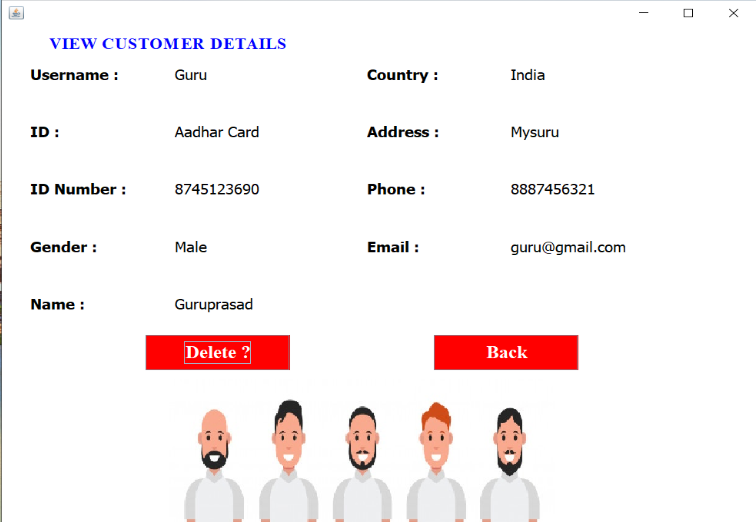 VIEW CUSTOMER DETAILS
Username : Guru Country : India
ID : Aadhar Card Address : Mysuru
ID Number : 8745123690 Phone : 8887456321
Gender : Male Email : guru@gmail.com
Name : Guruprasad
Delete ? Back